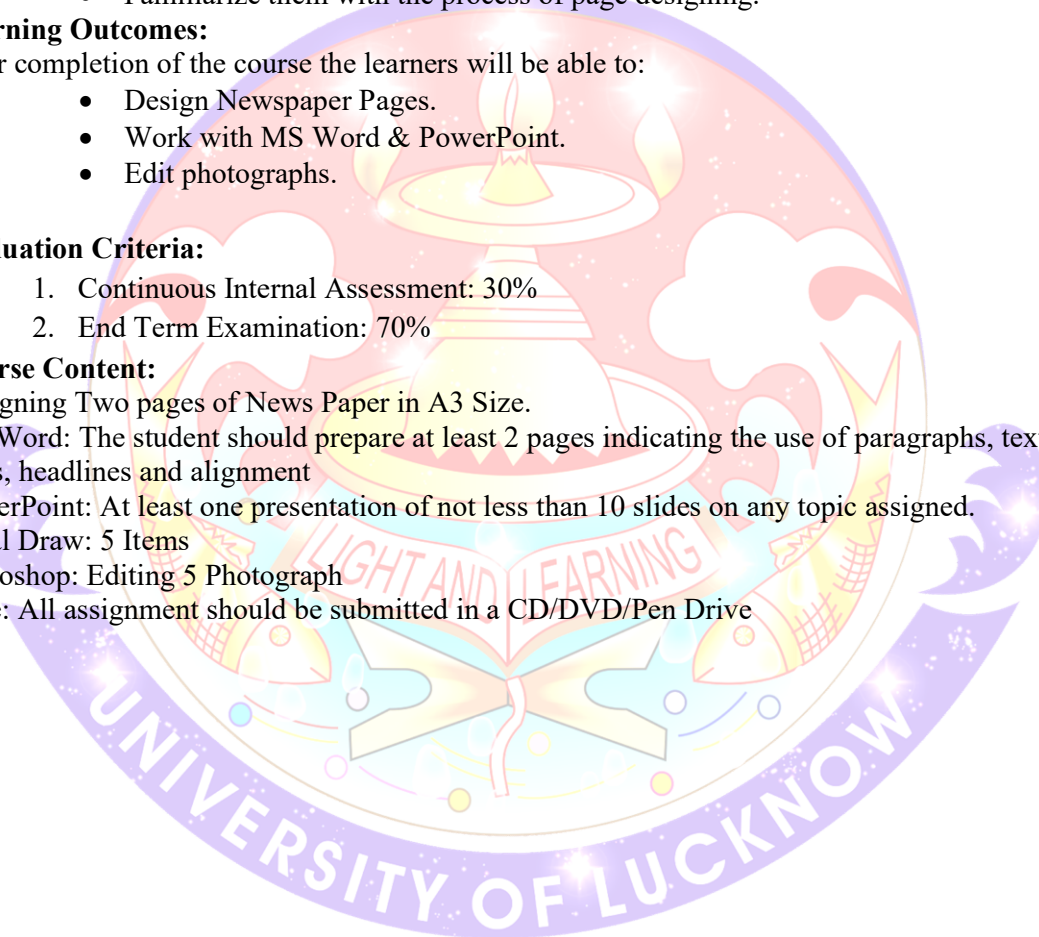 Familiarize them with the process of page designing.
rning Outcomes:
r completion of the course the learners will be able to:
• Design Newspaper Pages.
• Work with MS Word & PowerPoint.
• Edit photographs.
luation Criteria:
1. Continuous Internal Assessment: 30%
2. End Term Examination: 70%
rse Content:
gning Two pages of News Paper in A3 Size.
Word: The student should prepare at least 2 pages indicating the use of paragraphs, tex
s, headlines and alignment
erPoint: At least one presentation of not less than 10 slides on any topic assigned.
l Draw: 5 Items
oshop: Editing 5 Photograph
: All assignment should be submitted in a CD/DVD/Pen Drive
LIGHT AND LEARNING
UNIVERSITY OF LUCKNOW